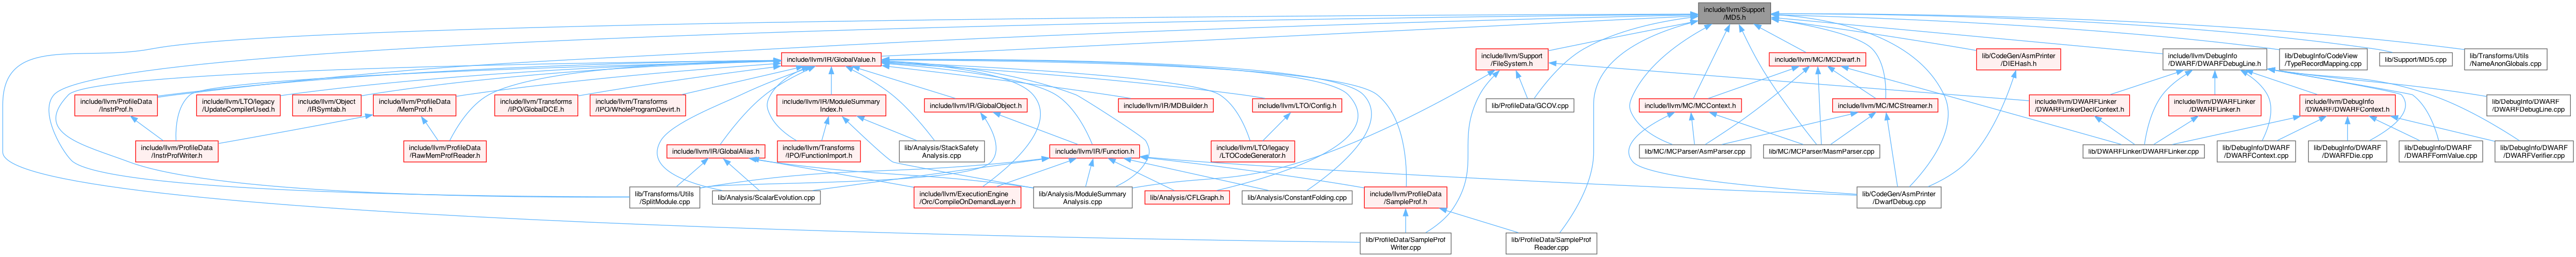 include/llvm/Support
/MD5.h
include/llvm/IR/GlobalValue.h
include/llvm/Support
/FileSystem.h
include/llvm/MC/MCDwarf.h
lib/CodeGen/AsmPrinter
/DIEHash.h
include/llvm/DebugInfo
/DWARF/DWARFDebugLine.h
lib/DebugInfo/CodeView
/TypeRecordMapping.cpp
lib/Support/MD5.cpp
lib/Transforms/Utils
/NameAnonGlobals.cpp
include/llvm/ProfileData
/InstrProf.h
include/llvm/LTO/legacy
/UpdateCompilerUsed.h
include/llvm/Object
/IRSymtab.h
include/llvm/ProfileData
/MemProf.h
include/llvm/Transforms
/IPO/GlobalDCE.h
include/llvm/Transforms
/IPO/WholeProgramDevirt.h
include/llvm/IR/ModuleSummary
Index.h
include/llvm/IR/GlobalObject.h
include/llvm/IR/MDBuilder.h
include/llvm/LTO/Config.h
lib/ProfileData/GCOV.cpp
include/llvm/MC/MCContext.h
include/llvm/MC/MCStreamer.h
include/llvm/DWARFLinker
/DWARFLinkerDeclContext.h
include/llvm/DWARFLinker
/DWARFLinker.h
include/llvm/DebugInfo
/DWARF/DWARFContext.h
lib/DebugInfo/DWARF
/DWARFDebugLine.cpp
include/llvm/ProfileData
/InstrProfWriter.h
include/llvm/ProfileData
/RawMemProfReader.h
include/llvm/IR/GlobalAlias.h
include/llvm/Transforms
/IPO/FunctionImport.h
lib/Analysis/StackSafety
Analysis.cpp
include/llvm/IR/Function.h
include/llvm/LTO/legacy
/LTOCodeGenerator.h
lib/MC/MCParser/AsmParser.cpp
lib/MC/MCParser/MasmParser.cpp
lib/DWARFLinker/DWARFLinker.cpp
lib/DebugInfo/DWARF
/DWARFContext.cpp
lib/DebugInfo/DWARF
/DWARFDie.cpp
lib/DebugInfo/DWARF
/DWARFFormValue.cpp
lib/DebugInfo/DWARF
/DWARFVerifier.cpp
lib/Transforms/Utils
/SplitModule.cpp
lib/Analysis/ScalarEvolution.cpp
include/llvm/ExecutionEngine
/Orc/CompileOnDemandLayer.h
lib/Analysis/ModuleSummary
Analysis.cpp
lib/Analysis/CFLGraph.h
lib/Analysis/ConstantFolding.cpp
include/llvm/ProfileData
/SampleProf.h
lib/CodeGen/AsmPrinter
/DwarfDebug.cpp
lib/ProfileData/SampleProf
Writer.cpp
lib/ProfileData/SampleProf
Reader.cpp